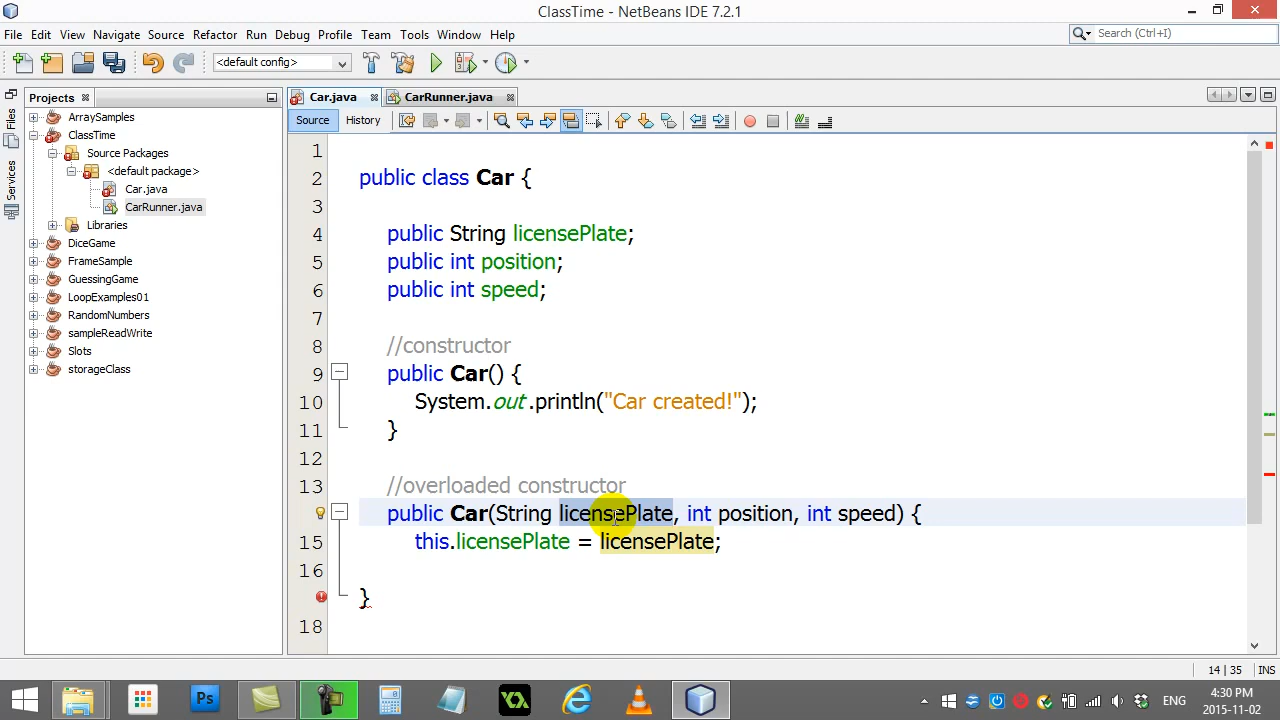 ClassTime - NetBeans IDE 7.2.1
File Edit View Navigate Source Refactor Run Debug Profile Team Tools Window Help
Search (Ctrl+I)
<default config>
Projects
Car.java
CarRunner.java
Files
Services
Source
History
ArraySamples
ClassTime
Source Packages
<default package>
Car.java
CarRunner.java
Libraries
DiceGame
FrameSample
GuessingGame
LoopExamples01
RandomNumbers
sampleReadWrite
Slots
storageClass
1
2 public class Car {
3
4 public String licensePlate;
5 public int position;
6 public int speed;
7
8 //constructor
9 public Car() {
10 System.out.println("Car created!");
11 }
12
13 //overloaded constructor
public Car(String licensePlate, int position, int speed) {
15 this.licensePlate = licensePlate;
16
}
18
14 | 35
INS
Ps
ENG
4:30 PM
2015-11-02